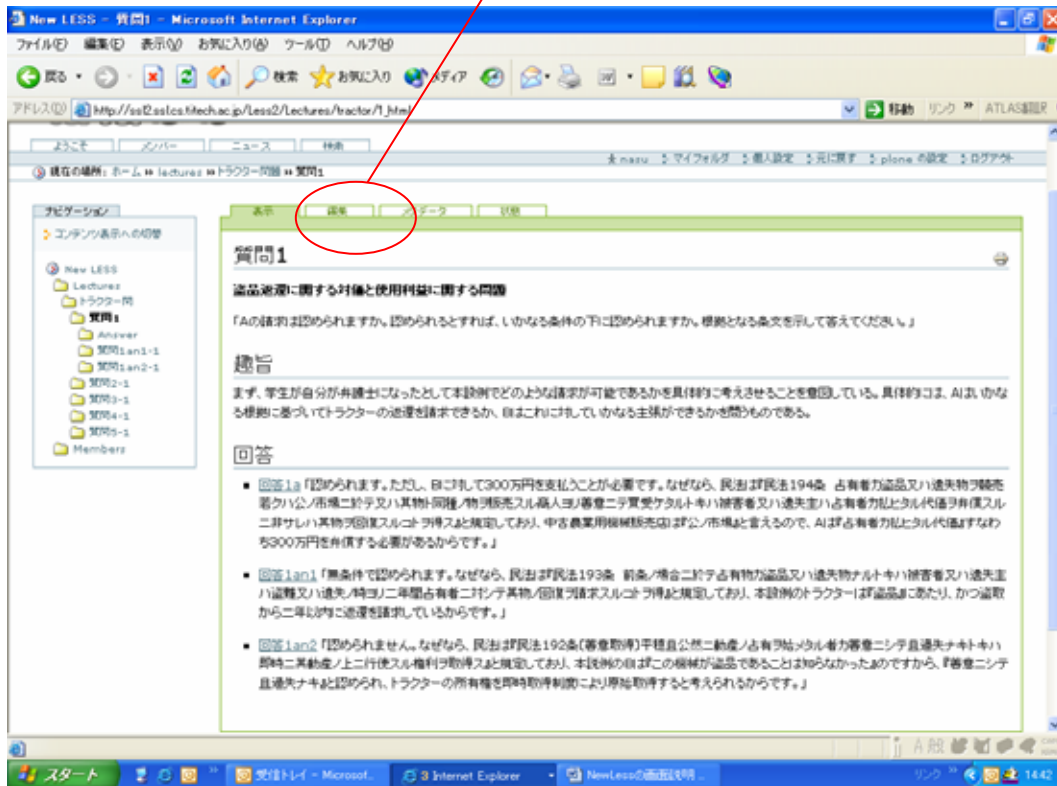 New LESS - 質問1 - Microsoft Internet Explorer
ファイル(F) 編集(E) 表示(V) お気に入り(A) ツール(T) ヘルプ(H)
戻る 検索 お気に入り メディア
アドレス(D) http://ssl2.ssl.cs.titech.ac.jp/Less2/Lectures/tractor/1_html 移動 リンク
ようこそ メンバー ニュース 検索
nasu マイフォルダ 個人設定 元に戻す plone の設定 ログアウト
現在の場所: ホーム lectures トラクター問題 質問1
ナビゲーション
コンテンツ表示への切替
New LESS
Lectures
トラクター問
質問1
Answer
質問1an1-1
質問1an2-1
質問2-1
質問3-1
質問4-1
質問5-1
Members
表示 編集 メタデータ 状態
質問1
盗品返還に関する対価と使用利益に関する問題
「Aの請求は認められますか。認められるとすれば、いかなる条件の下に認められますか。根拠となる条文を示して答えてください。」
趣旨
まず、学生が自分が弁護士になったとして本設例でどのような請求が可能であるかを具体的に考えさせることを意図している。具体的には、Aはいかな
る根拠に基づいてトラクターの返還を請求できるか、Bはこれに対していかなる主張ができるかを問うものである。
回答
回答1a 「認められます。ただし、Bに対して300万円を支払うことが必要です。なぜなら、民法は『民法194条 占有者カ盗品又ハ遺失物ヲ競売
若クハ公ノ市場ニ於テ又ハ其物ト同種ノ物ヲ販売スル商人ヨリ善意ニテ買受ケタルトキハ被害者又ハ遺失主ハ占有者カ払ヒタル代価ヲ弁償スル
ニ非サレハ其物ヲ回復スルコトヲ得ス』と規定しており、中古農業用機械販売店は『公ノ市場』と言えるので、Aは『占有者カ払ヒタル代価』すなわ
ち300万円を弁償する必要があるからです。」
回答1an1 「無条件で認められます。なぜなら、民法は『民法193条 前条ノ場合ニ於テ占有物カ盗品又ハ遺失物ナルトキハ被害者又ハ遺失主
ハ盗難又ハ遺失ノ時ヨリ二年間占有者ニ対シテ其物ノ回復ヲ請求スルコトヲ得』と規定しており、本設例のトラクターは『盗品』にあたり、かつ盗取
から二年以内に返還を請求しているからです。」
回答1an2 「認められません。なぜなら、民法は『民法192条〔善意取得〕平穏且公然ニ動産ノ占有ヲ始メタル者カ善意ニシテ且過失ナキトキハ
即時ニ其動産ノ上ニ行使スル権利ヲ取得ス』と規定しており、本設例のBは『この機械が盗品であることは知らなかった』のですから、『善意ニシテ
且過失ナキ』と認められ、トラクターの所有権を即時取得制度により原始取得すると考えられるからです。」
スタート 受信トレイ - Microsof... 3 Internet Explorer NewLessの画面説明... リンク 14:42